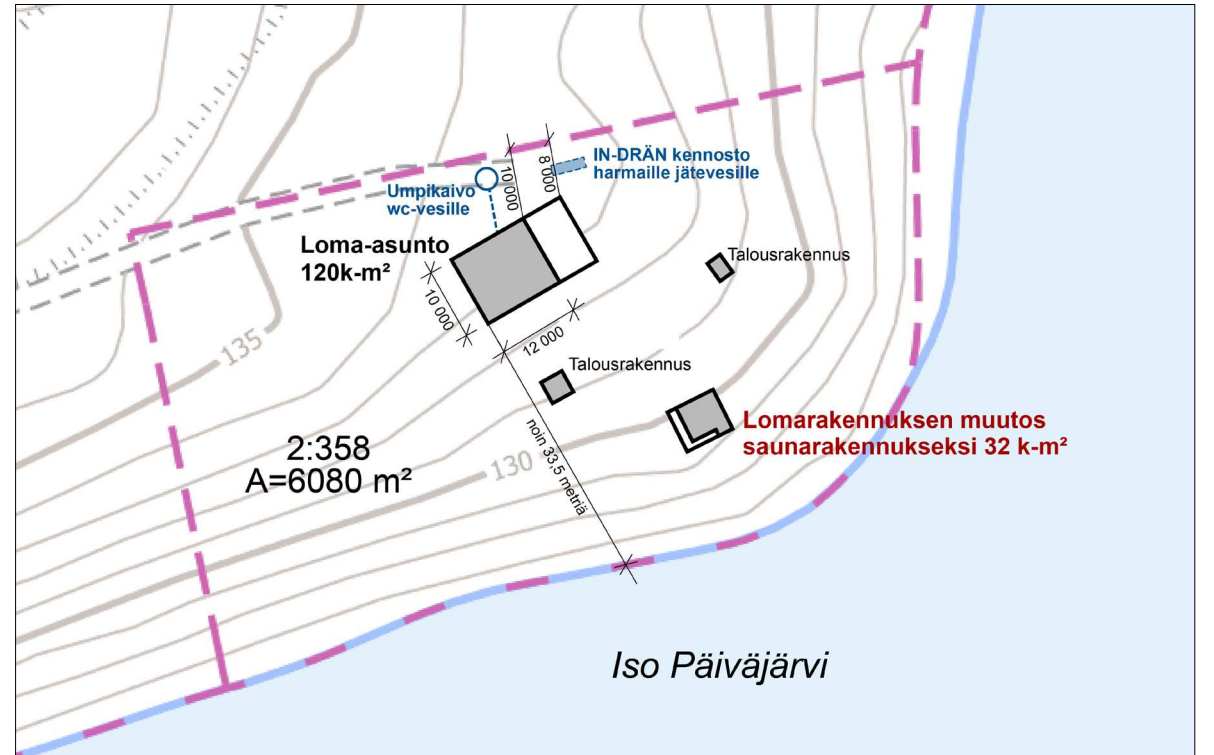 IN-DRÄN kennosto
harmaille jätevesille
8 000
10 000
Umpikaivo
wc-vesille
Loma-asunto
120k-m²
Talousrakennus
10 000
12 000
135
Talousrakennus
Lomarakennuksen muutos
saunarakennukseksi 32 k-m²
2:358
A=6080 m²
130
noin 33,5 metriä
Iso Päiväjärvi